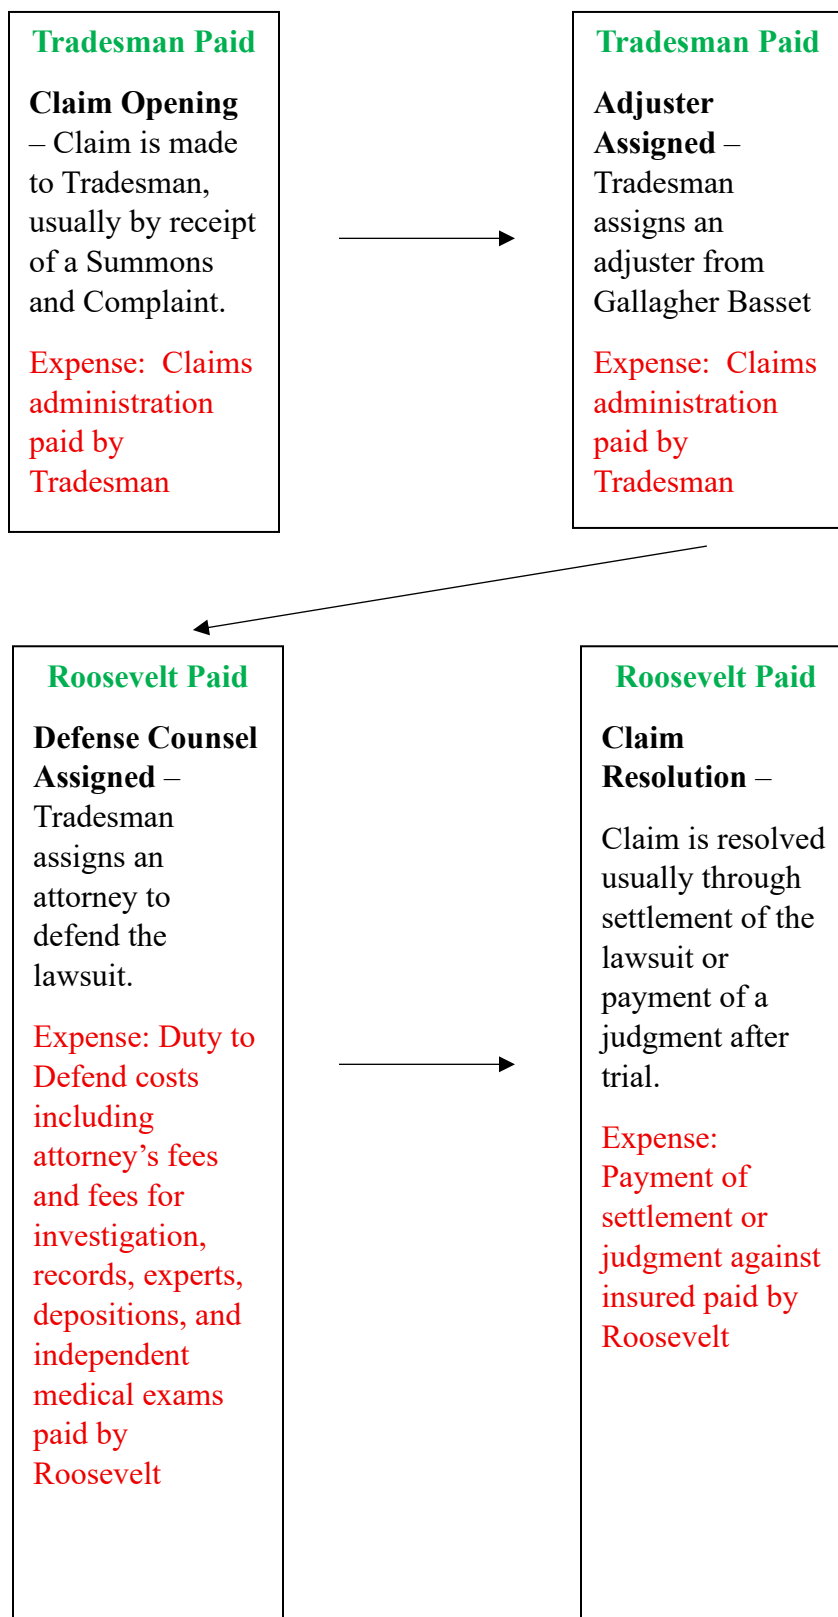 Tradesman Paid
Claim Opening
– Claim is made
to Tradesman,
usually by receipt
of a Summons
and Complaint.
Expense:  Claims
administration
paid by
Tradesman
Tradesman Paid
Adjuster
Assigned –
Tradesman
assigns an
adjuster from
Gallagher Basset
Expense:  Claims
administration
paid by
Tradesman
Roosevelt Paid
Defense Counsel
Assigned –
Tradesman
assigns an
attorney to
defend the
lawsuit.
Expense: Duty to
Defend costs
including
attorney’s fees
and fees for
investigation,
records, experts,
depositions, and
independent
medical exams
paid by
Roosevelt
Roosevelt Paid
Claim
Resolution –
Claim is resolved
usually through
settlement of the
lawsuit or
payment of a
judgment after
trial.
Expense:
Payment of
settlement or
judgment against
insured paid by
Roosevelt